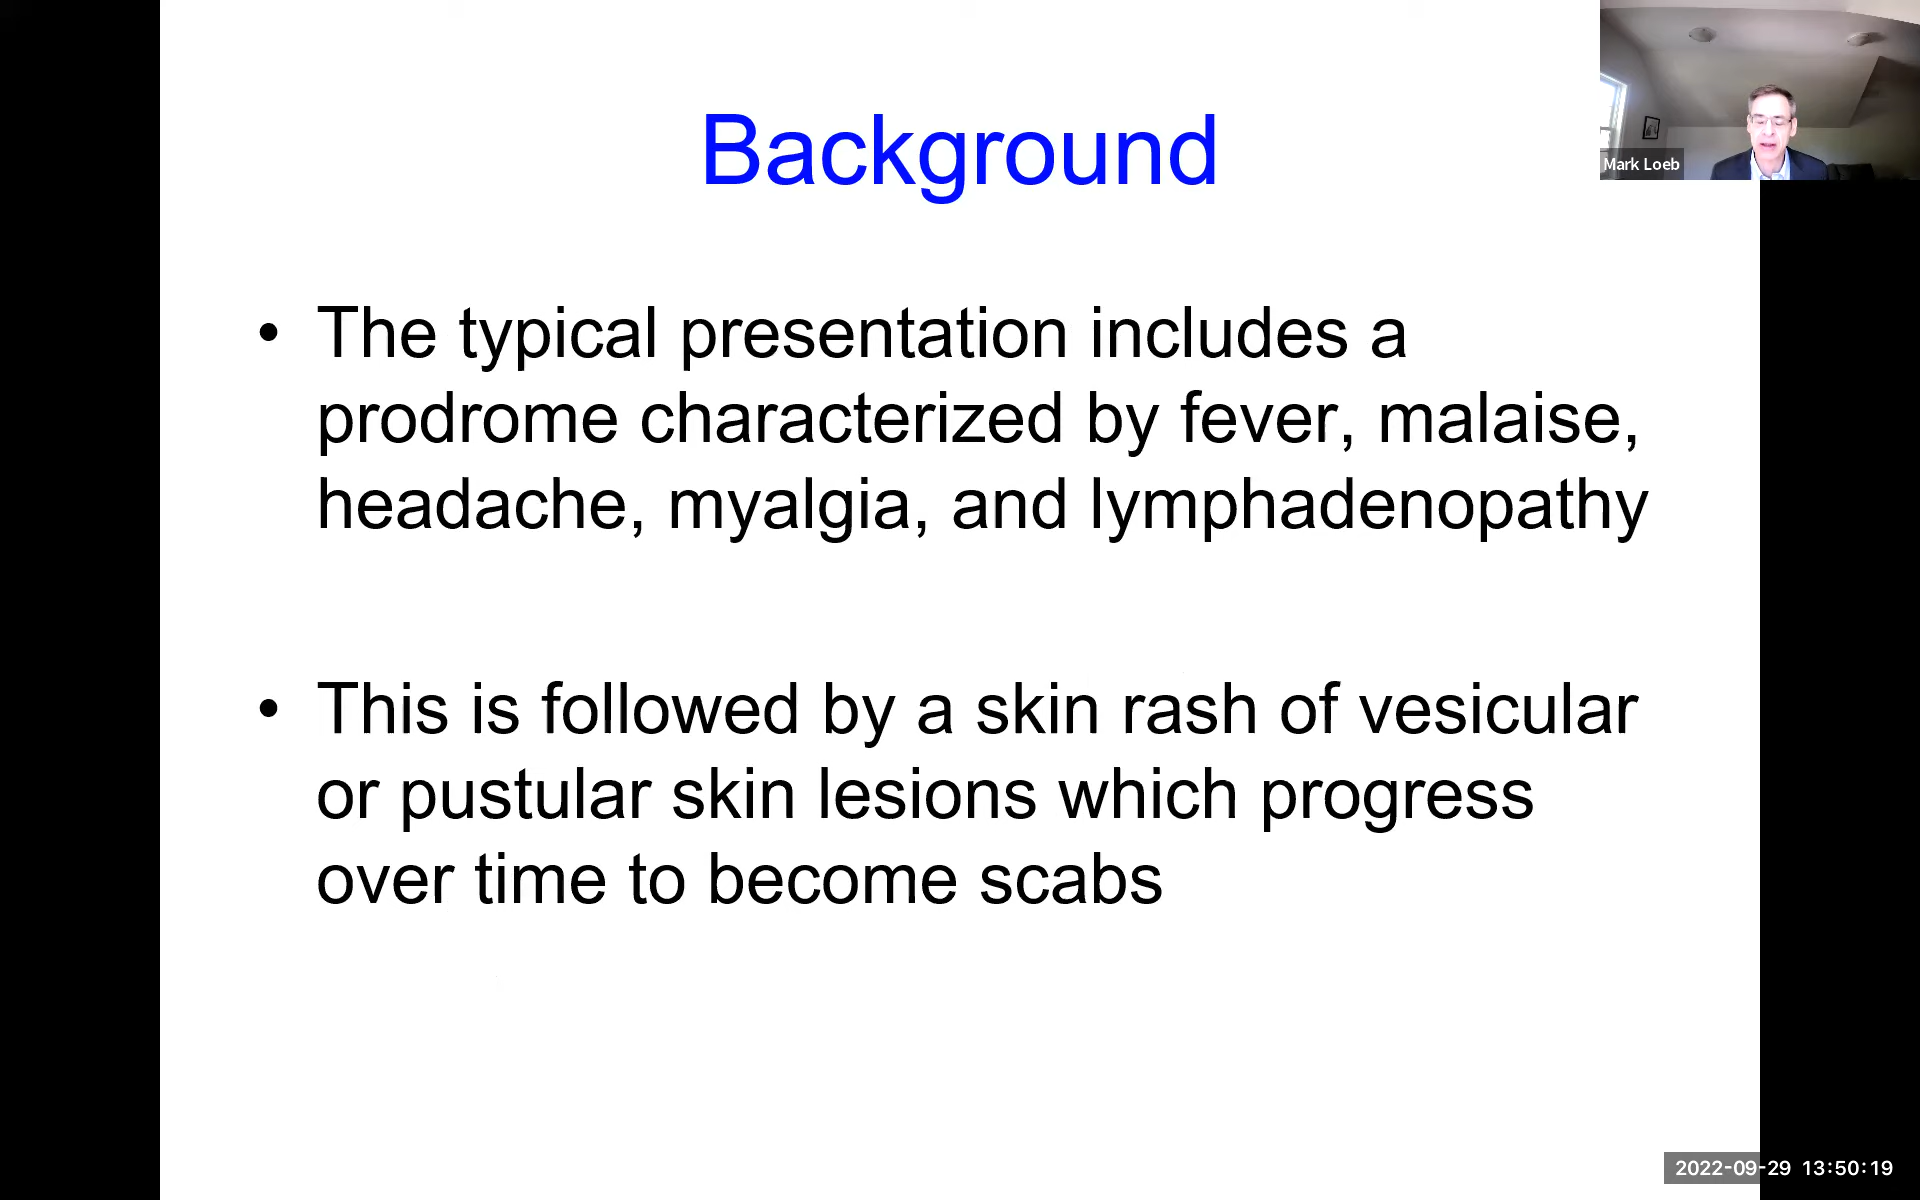 Background
Mark Loeb
• The typical presentation includes a
prodrome characterized by fever, malaise,
headache, myalgia, and lymphadenopathy
• This is followed by a skin rash of vesicular
or pustular skin lesions which progress
over time to become scabs
2022-09-29 13:50:19